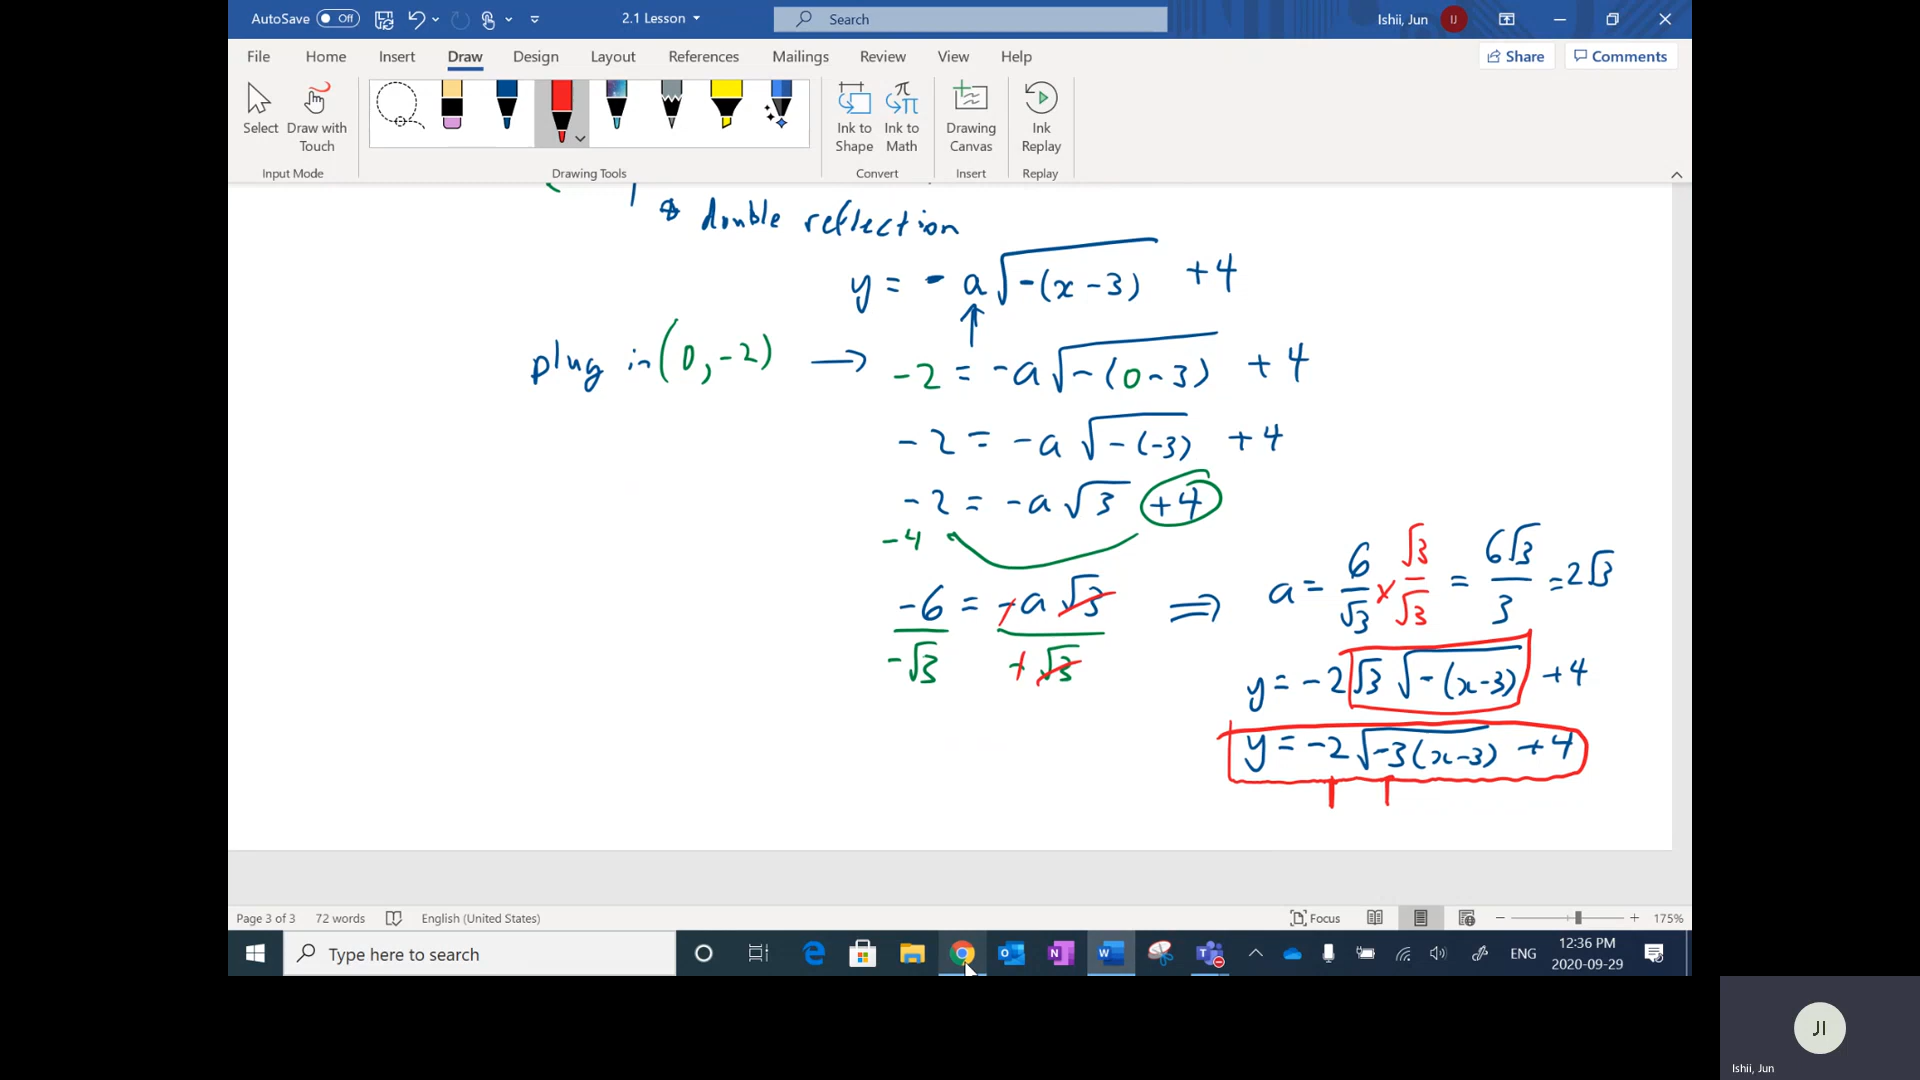 AutoSave Off 2.1 Lesson Search Ishii, Jun IJ
File Home Insert Draw Design Layout References Mailings Review View Help Share Comments
Select Draw with Touch Ink to Shape Ink to Math Drawing Canvas Ink Replay
Input Mode Drawing Tools Convert Insert Replay
double reflection
y = - a √-(x-3) +4
plug in (0, -2) → -2 = -a √-(0-3) +4
-2 = -a √-(-3) +4
-2 = -a √3 +4
-4
-6 = -a √3 ⇒ a = 6/√3 × √3/√3 = 6√3/3 = 2√3
-√3 -√3
y = -2 √3 √-(x-3) +4
y = -2 √-3(x-3) +4
Page 3 of 3 72 words English (United States) Focus 175%
Type here to search ENG 12:36 PM
2020-09-29
JI
Ishii, Jun